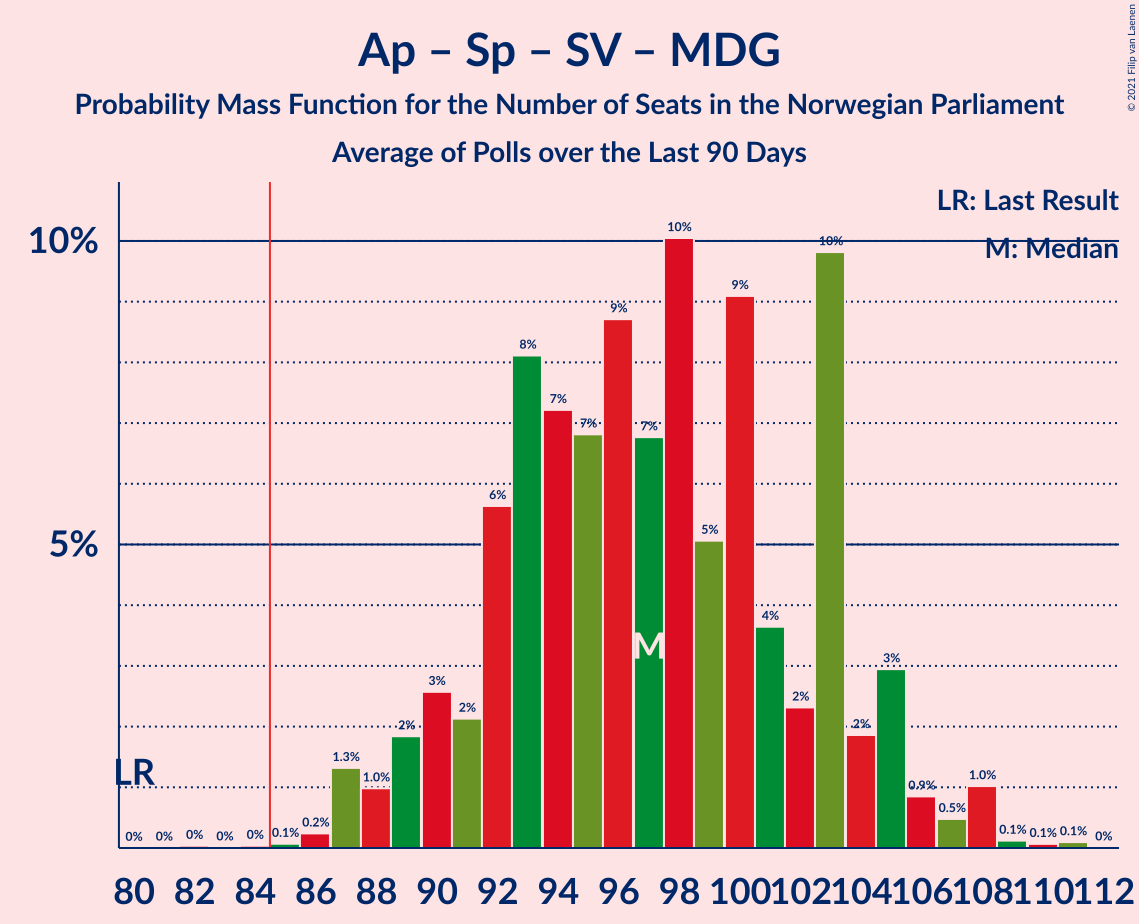 © 2021 Filip van Laenen
Ap – Sp – SV – MDG
Probability Mass Function for the Number of Seats in the Norwegian Parliament
Average of Polls over the Last 90 Days
LR: Last Result
M: Median
10%
5%
LR
M
0% 0% 0% 0% 0% 0.1% 0.2% 1.3% 1.0% 2% 3% 2% 6% 8% 7% 7% 9% 7% 10% 5% 9% 4% 2% 10% 2% 3% 0.9% 0.5% 1.0% 0.1% 0.1% 0.1% 0%
80 82 84 86 88 90 92 94 96 98 100 102 104 106 108 110 112